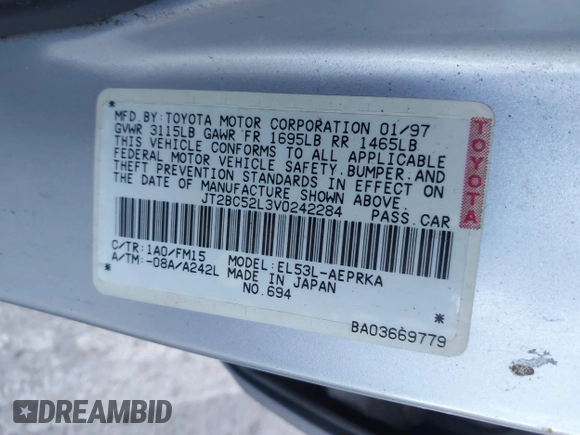 MFD.BY:TOYOTA MOTOR CORPORATION 01/97
GVWR 3115LB GAWR FR 1695LB RR 1465LB
THIS VEHICLE CONFORMS TO ALL APPLICABLE
FEDERAL MOTOR VEHICLE SAFETY,BUMPER,AND
THEFT PREVENTION STANDARDS IN EFFECT ON
THE DATE OF MANUFACTURE SHOWN ABOVE.
JT2BC52L3V0242284 PASS.CAR
C/TR:1A0/FM15 MODEL:EL53L-AEPRKA
A/TM:-08A/A242L MADE IN JAPAN
NO.694
BA03669779
TOYOTA
DREAMBID